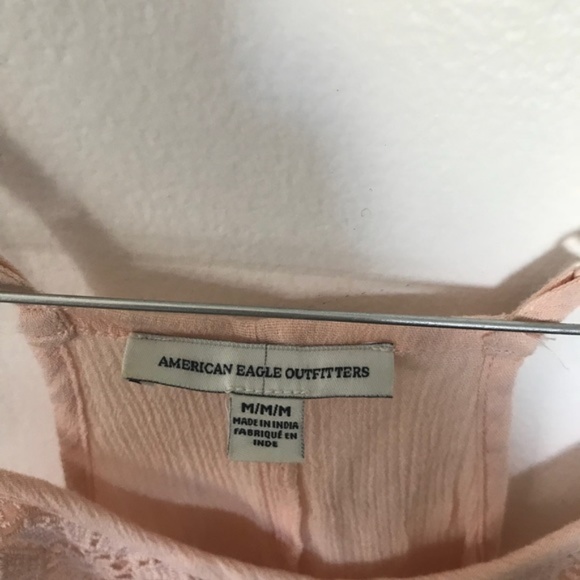 AMERICAN EAGLE OUTFITTERS
M/M/M
MADE IN INDIA
FABRIQUÉ EN
INDE